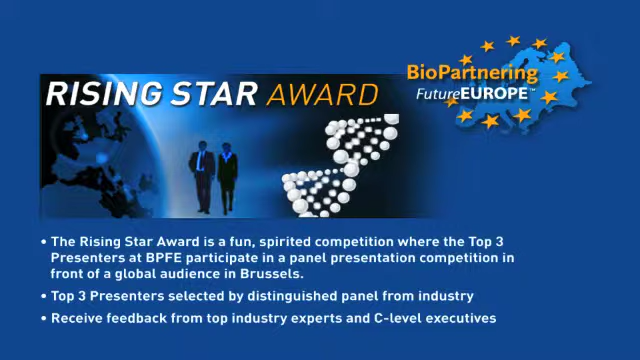 RISING STAR AWARD
BioPartnering
FutureEUROPE™
• The Rising Star Award is a fun, spirited competition where the Top 3
Presenters at BPFE participate in a panel presentation competition in
front of a global audience in Brussels.
• Top 3 Presenters selected by distinguished panel from industry
• Receive feedback from top industry experts and C-level executives